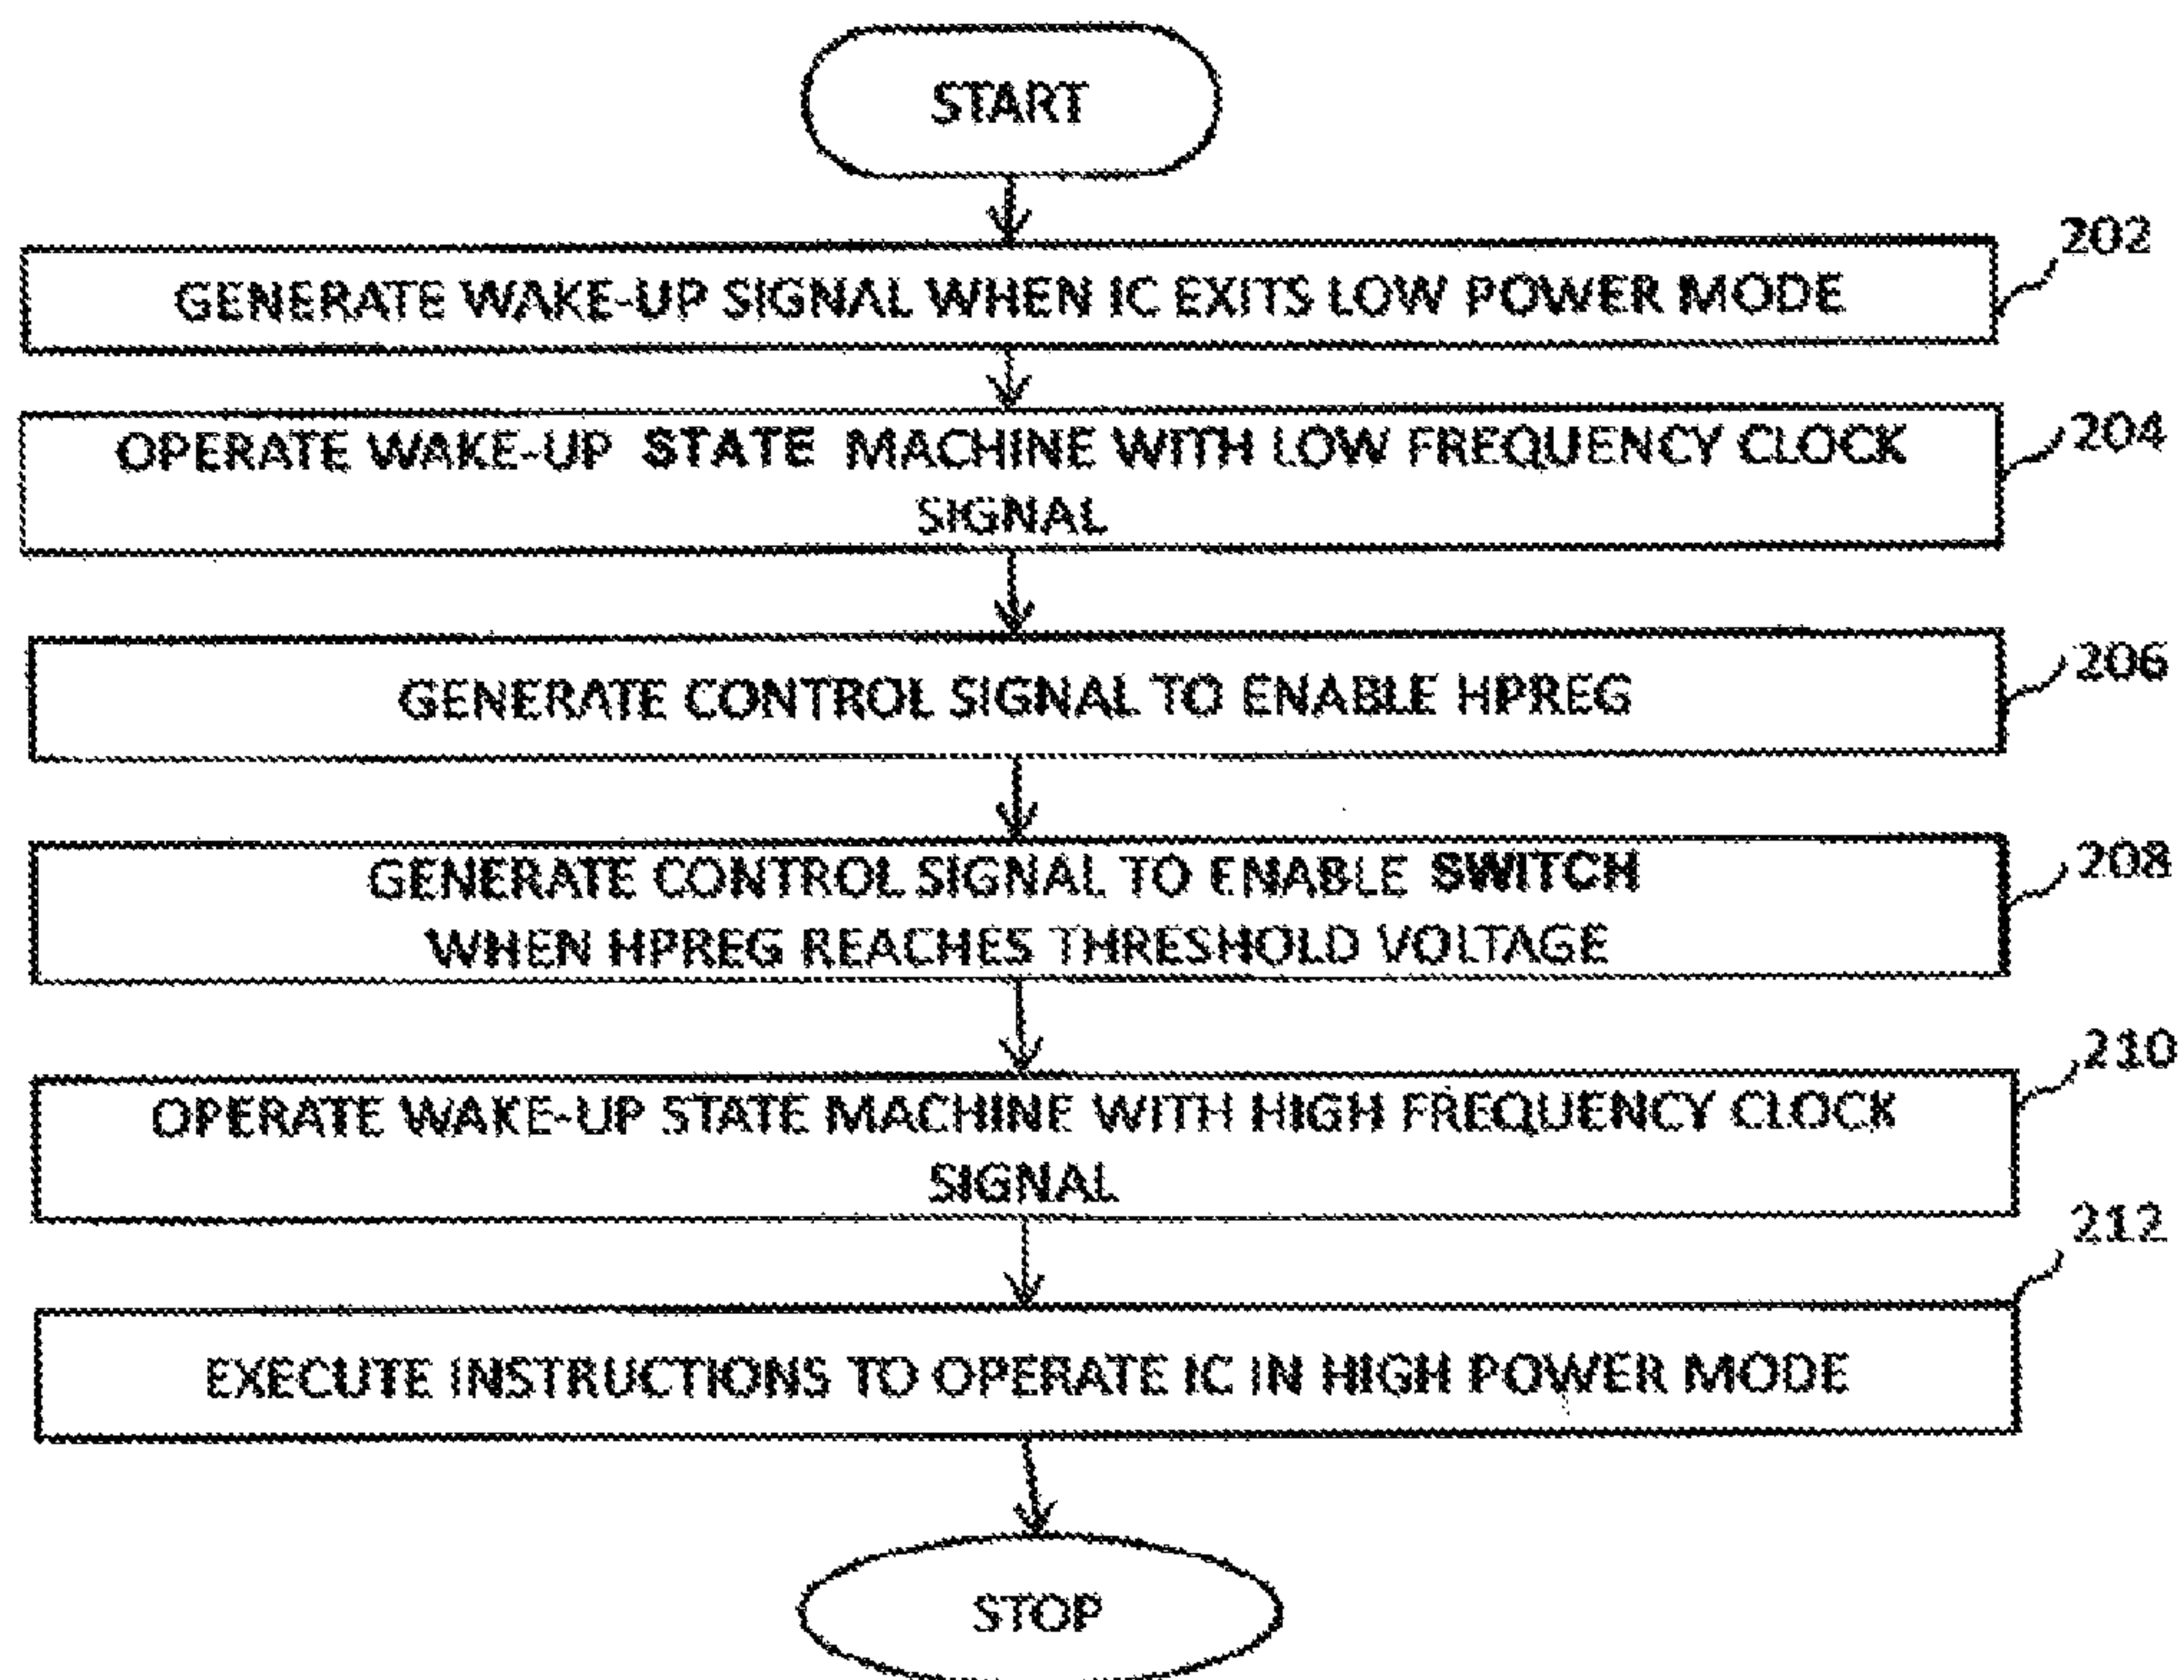 START
202
GENERATE WAKE-UP SIGNAL WHEN IC EXITS LOW POWER MODE
204
OPERATE WAKE-UP STATE MACHINE WITH LOW FREQUENCY CLOCK
SIGNAL
206
GENERATE CONTROL SIGNAL TO ENABLE HPREG
208
GENERATE CONTROL SIGNAL TO ENABLE SWITCH
WHEN HPREG REACHES THRESHOLD VOLTAGE
210
OPERATE WAKE-UP STATE MACHINE WITH HIGH FREQUENCY CLOCK
SIGNAL
212
EXECUTE INSTRUCTIONS TO OPERATE IC IN HIGH POWER MODE
STOP